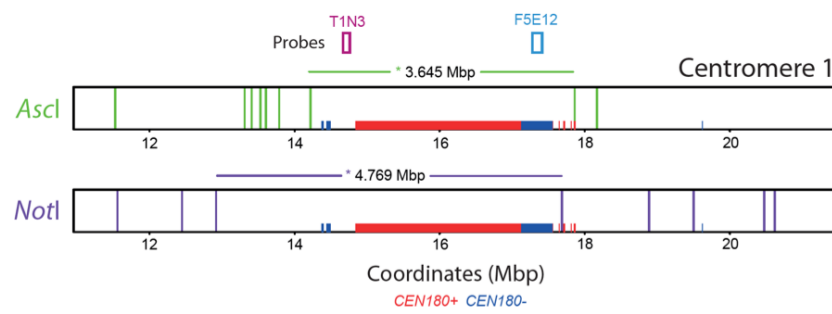 T1N3 F5E12
Probes
* 3.645 Mbp
Centromere 1
AscI
12 14 16 18 20
* 4.769 Mbp
NotI
12 14 16 18 20
Coordinates (Mbp)
CEN180+ CEN180-